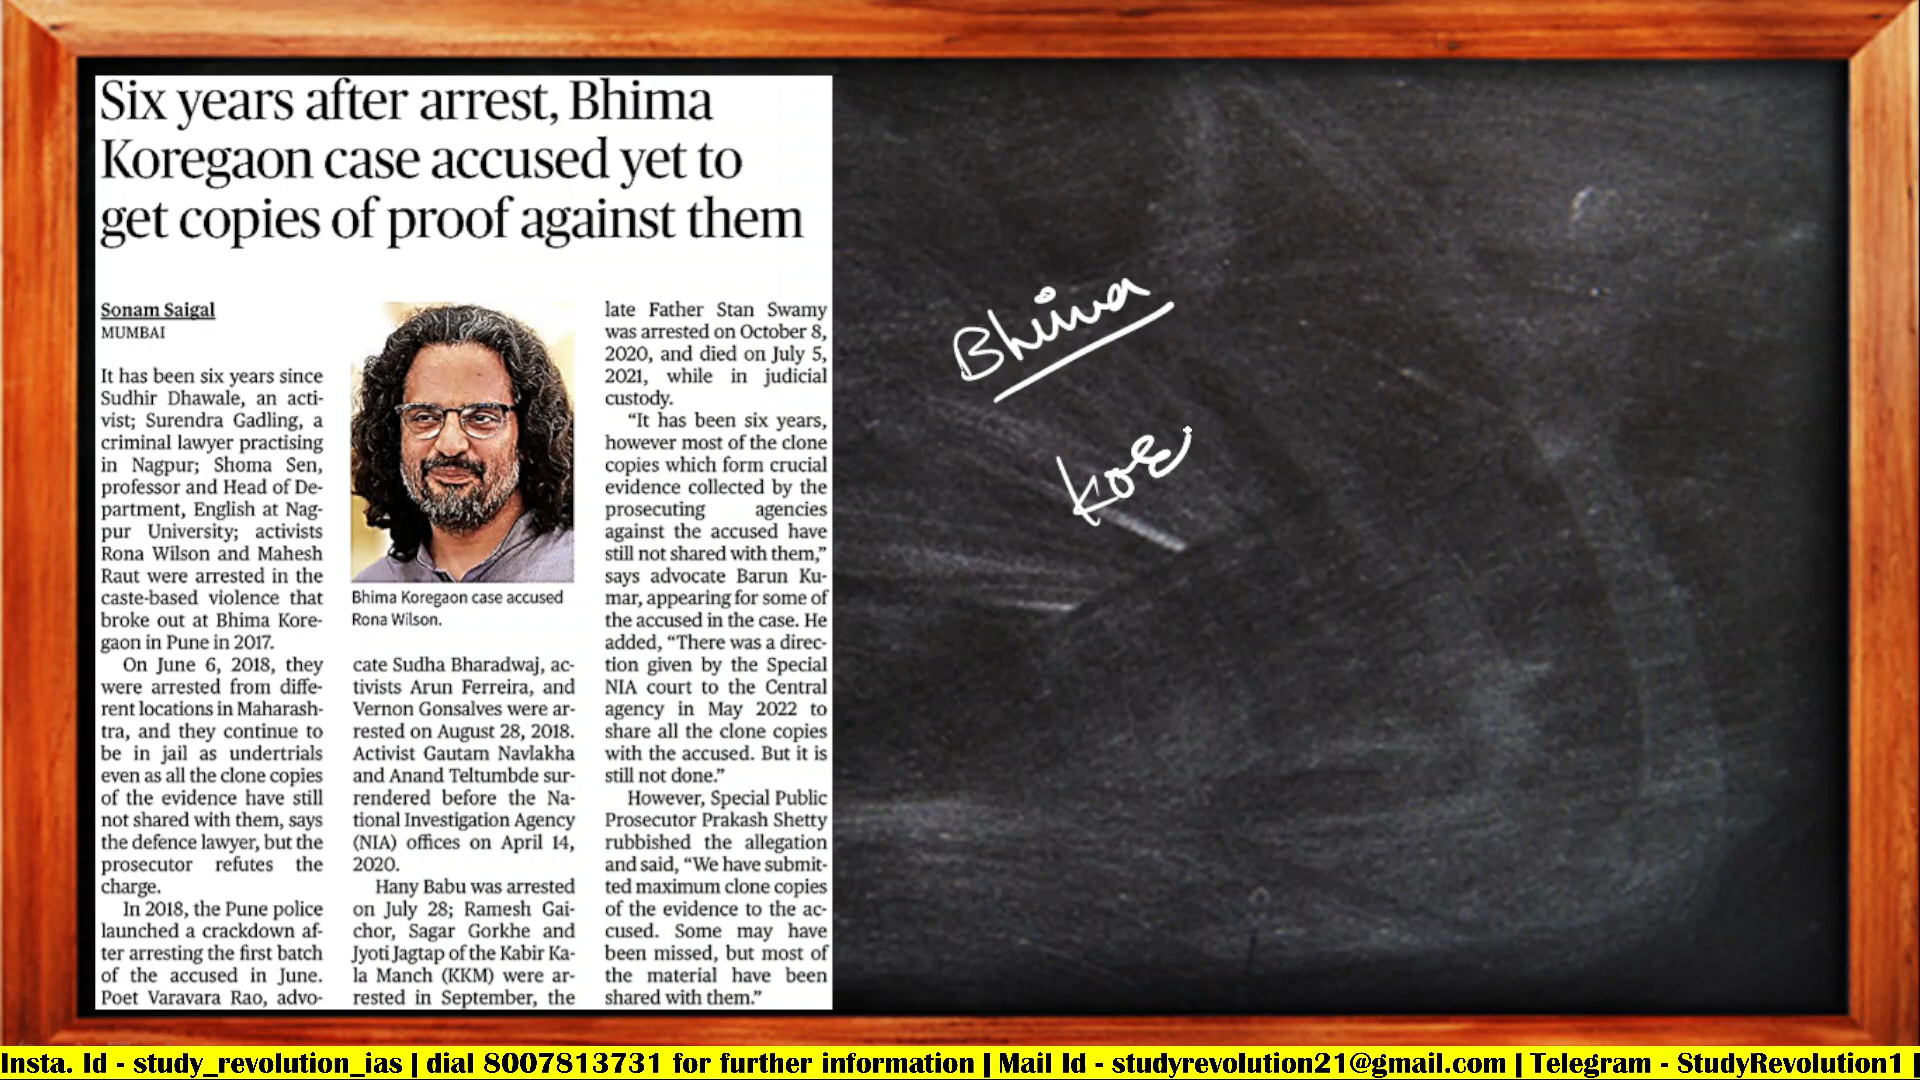 Six years after arrest, Bhima
Koregaon case accused yet to
get copies of proof against them
Sonam Saigal
MUMBAI
It has been six years since
Sudhir Dhawale, an acti-
vist; Surendra Gadling, a
criminal lawyer practising
in Nagpur; Shoma Sen,
professor and Head of De-
partment, English at Nag-
pur University; activists
Rona Wilson and Mahesh
Raut were arrested in the
caste-based violence that
broke out at Bhima Kore-
gaon in Pune in 2017.
On June 6, 2018, they
were arrested from diffe-
rent locations in Maharash-
tra, and they continue to
be in jail as undertrials
even as all the clone copies
of the evidence have still
not shared with them, says
the defence lawyer, but the
prosecutor refutes the
charge.
In 2018, the Pune police
launched a crackdown af-
ter arresting the first batch
of the accused in June.
Poet Varavara Rao, advo-
Bhima Koregaon case accused
Rona Wilson.
cate Sudha Bharadwaj, ac-
tivists Arun Ferreira, and
Vernon Gonsalves were ar-
rested on August 28, 2018.
Activist Gautam Navlakha
and Anand Teltumbde sur-
rendered before the Na-
tional Investigation Agency
(NIA) offices on April 14,
2020.
Hany Babu was arrested
on July 28; Ramesh Gai-
chor, Sagar Gorkhe and
Jyoti Jagtap of the Kabir Ka-
la Manch (KKM) were ar-
rested in September, the
late Father Stan Swamy
was arrested on October 8,
2020, and died on July 5,
2021, while in judicial
custody.
“It has been six years,
however most of the clone
copies which form crucial
evidence collected by the
prosecuting agencies
against the accused have
still not shared with them,”
says advocate Barun Ku-
mar, appearing for some of
the accused in the case. He
added, “There was a direc-
tion given by the Special
NIA court to the Central
agency in May 2022 to
share all the clone copies
with the accused. But it is
still not done.”
However, Special Public
Prosecutor Prakash Shetty
rubbished the allegation
and said, “We have submit-
ted maximum clone copies
of the evidence to the ac-
cused. Some may have
been missed, but most of
the material have been
shared with them.”
Bhima
Insta. Id - study_revolution_ias | dial 8007813731 for further information | Mail Id - studyrevolution21@gmail.com | Telegram - StudyRevolution1 |